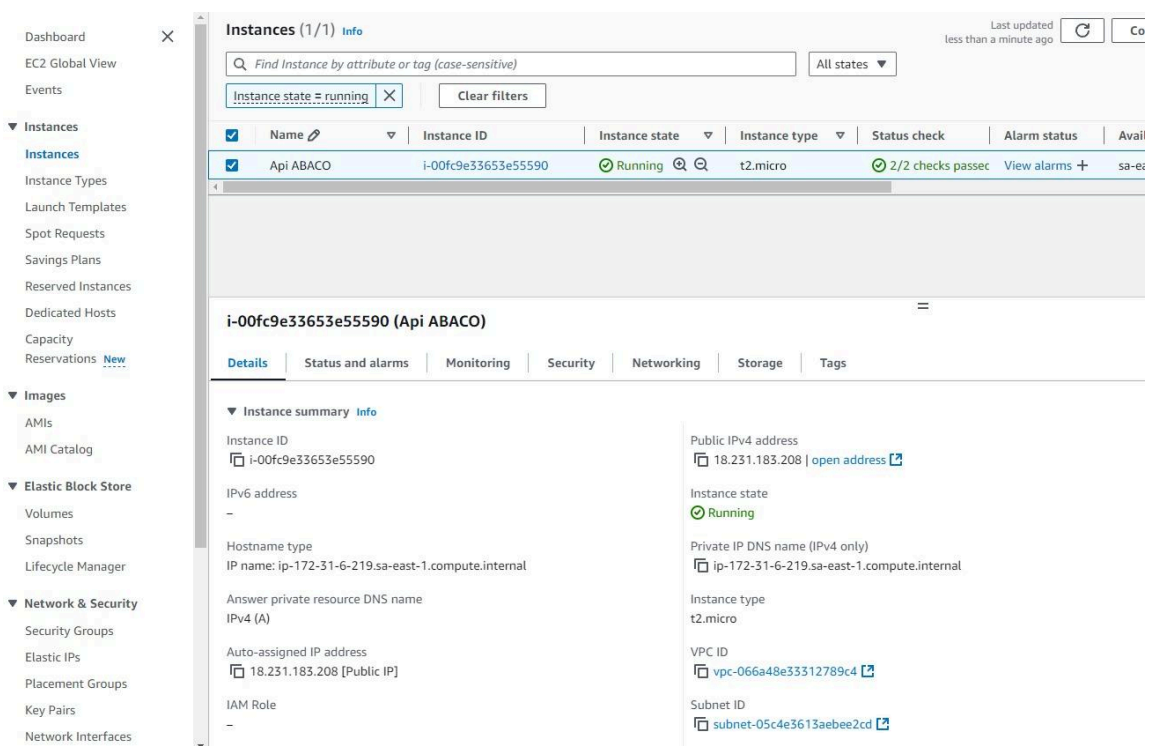 Dashboard
EC2 Global View
Events
Instances
Instances
Instance Types
Launch Templates
Spot Requests
Savings Plans
Reserved Instances
Dedicated Hosts
Capacity
Reservations New
Images
AMIs
AMI Catalog
Elastic Block Store
Volumes
Snapshots
Lifecycle Manager
Network & Security
Security Groups
Elastic IPs
Placement Groups
Key Pairs
Network Interfaces
Instances (1/1) Info
Last updated
less than a minute ago
Co
Find Instance by attribute or tag (case-sensitive)
All states
Instance state = running
Clear filters
Name Instance ID Instance state Instance type Status check Alarm status Avail
Api ABACO i-00fc9e33653e55590 Running t2.micro 2/2 checks passec View alarms + sa-ea
i-00fc9e33653e55590 (Api ABACO)
Details Status and alarms Monitoring Security Networking Storage Tags
Instance summary Info
Instance ID
i-00fc9e33653e55590
Public IPv4 address
18.231.183.208 | open address
IPv6 address
–
Instance state
Running
Hostname type
IP name: ip-172-31-6-219.sa-east-1.compute.internal
Private IP DNS name (IPv4 only)
ip-172-31-6-219.sa-east-1.compute.internal
Answer private resource DNS name
IPv4 (A)
Instance type
t2.micro
Auto-assigned IP address
18.231.183.208 [Public IP]
VPC ID
vpc-066a48e33312789c4
IAM Role
–
Subnet ID
subnet-05c4e3613aebee2cd